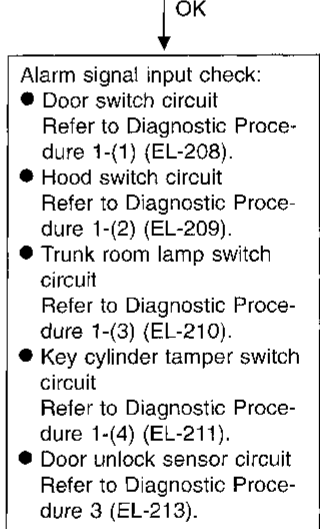 OK
Alarm signal input check:
● Door switch circuit
Refer to Diagnostic Proce-
dure 1-(1) (EL-208).
● Hood switch circuit
Refer to Diagnostic Proce-
dure 1-(2) (EL-209).
● Trunk room lamp switch
circuit
Refer to Diagnostic Proce-
dure 1-(3) (EL-210).
● Key cylinder tamper switch
circuit
Refer to Diagnostic Proce-
dure 1-(4) (EL-211).
● Door unlock sensor circuit
Refer to Diagnostic Proce-
dure 3 (EL-213).